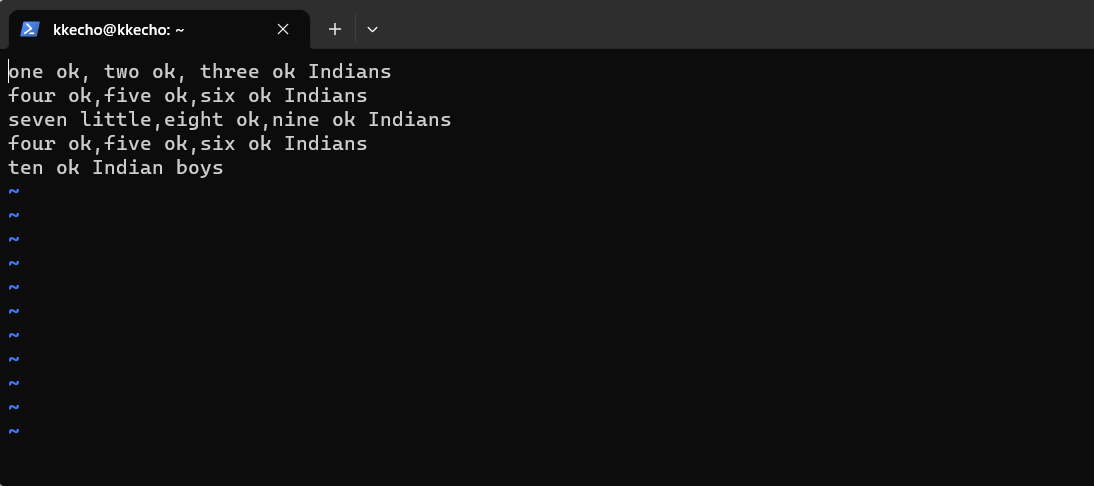 kkecho@kkecho: ~
one ok, two ok, three ok Indians
four ok,five ok,six ok Indians
seven little,eight ok,nine ok Indians
four ok,five ok,six ok Indians
ten ok Indian boys
~
~
~
~
~
~
~
~
~
~
~